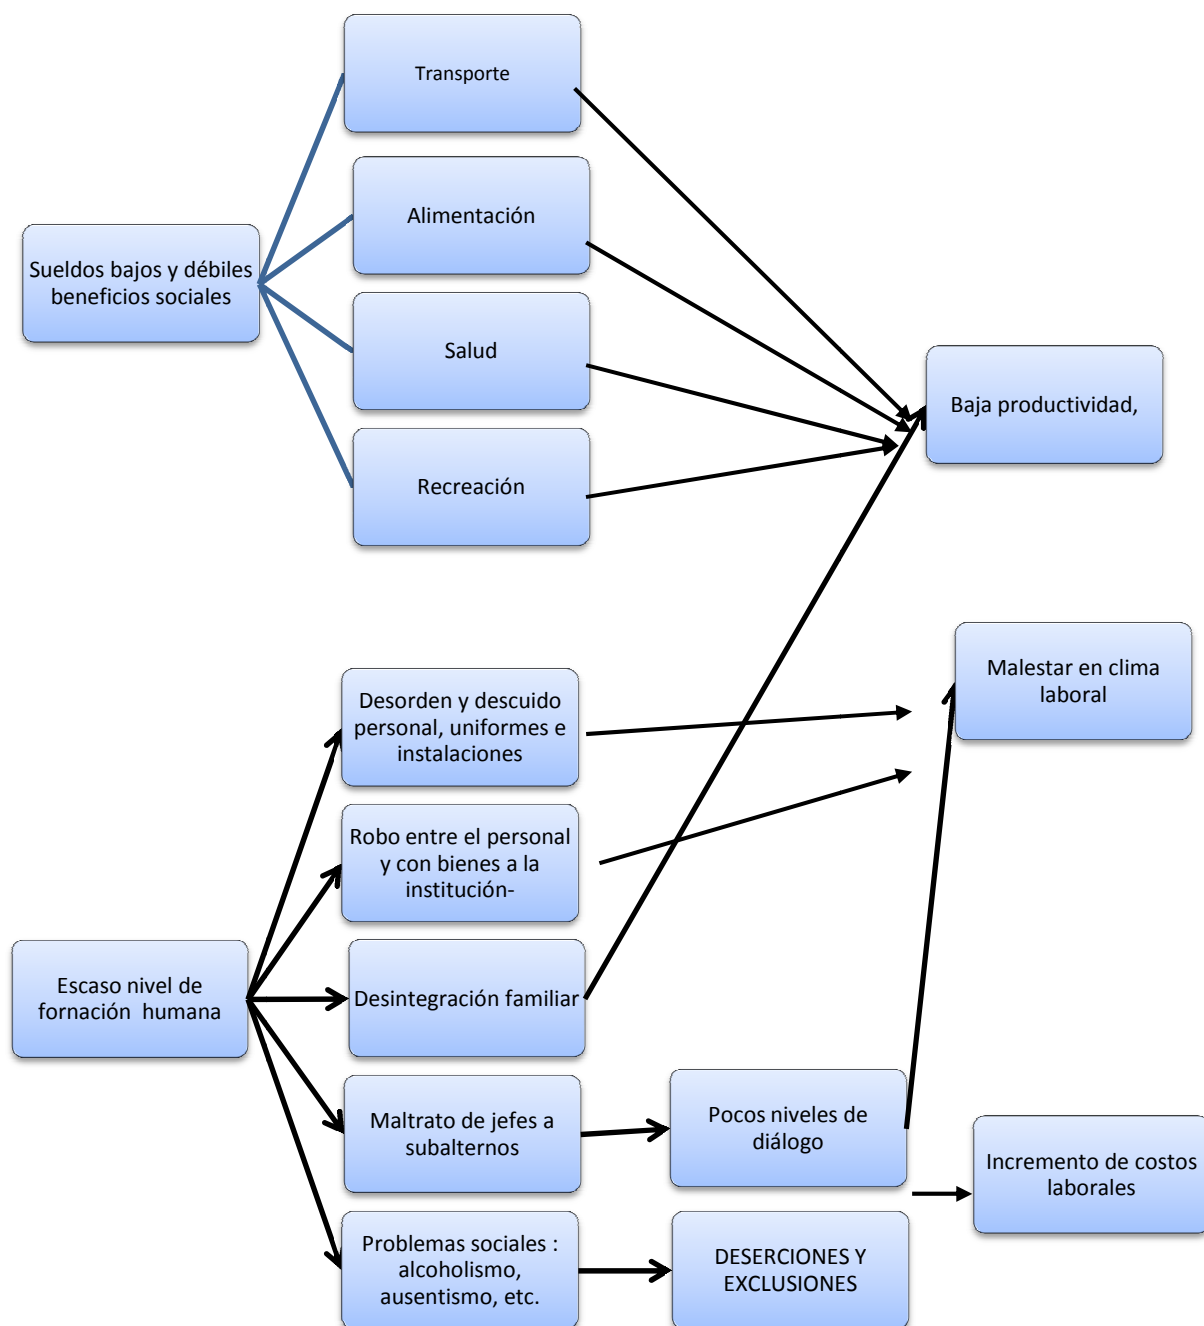 Transporte
Alimentación
Sueldos bajos y débiles
beneficios sociales
Salud
Baja productividad,
Recreación
Malestar en clima
laboral
Desorden y descuido
personal, uniformes e
instalaciones
Robo entre el personal
y con bienes a la
institución-
Escaso nivel de
fornación  humana
Desintegración familiar
Maltrato de jefes a
subalternos
Pocos niveles de
diálogo
Incremento de costos
laborales
Problemas sociales :
alcoholismo,
ausentismo, etc.
DESERCIONES Y
EXCLUSIONES